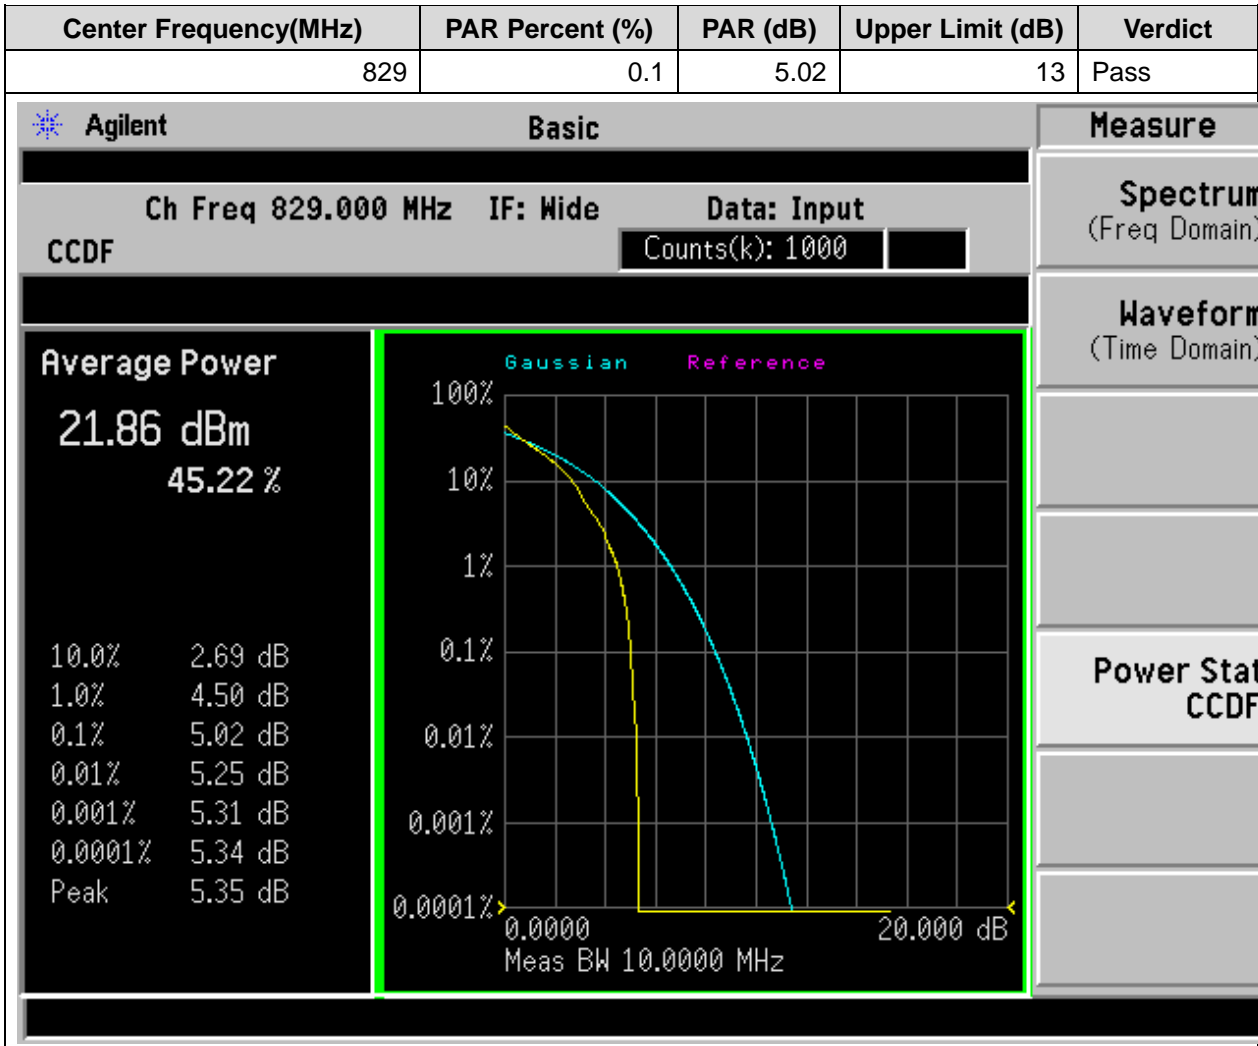 Center Frequency(MHz) PAR Percent (%) PAR (dB) Upper Limit (dB) Verdict
829 0.1 5.02 13 Pass
Agilent Basic Measure
Ch Freq 829.000 MHz IF: Wide Data: Input
CCDF Counts(k): 1000
Spectrum
(Freq Domain)
Waveform
(Time Domain)
Power Stat
CCDF
Average Power
21.86 dBm
45.22 %
10.0% 2.69 dB
1.0% 4.50 dB
0.1% 5.02 dB
0.01% 5.25 dB
0.001% 5.31 dB
0.0001% 5.34 dB
Peak 5.35 dB
Gaussian Reference
100%
10%
1%
0.1%
0.01%
0.001%
0.0001%
0.0000 20.000 dB
Meas BW 10.0000 MHz